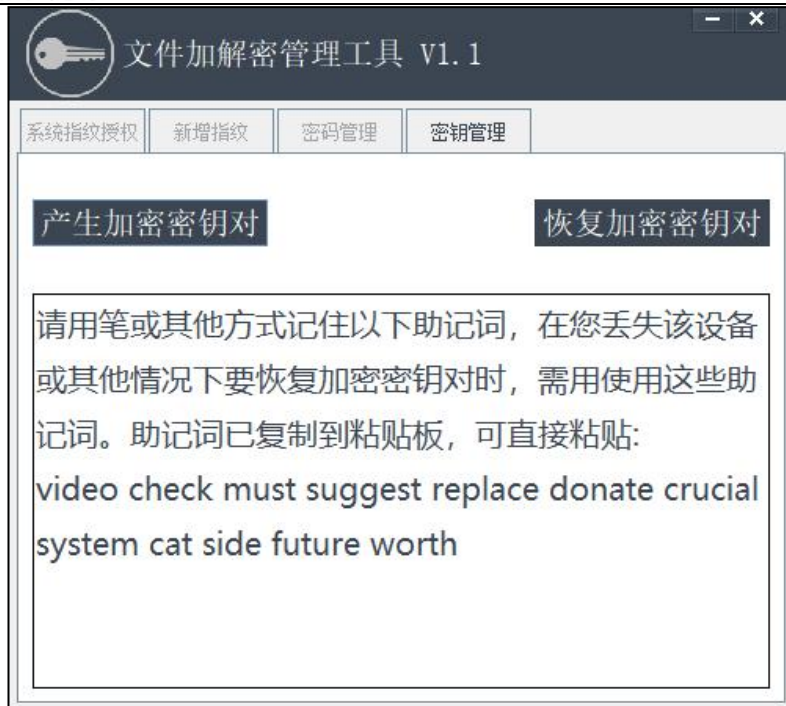 文件加解密管理工具 V1.1
系统指纹授权 新增指纹 密码管理 密钥管理
产生加密密钥对 恢复加密密钥对
请用笔或其他方式记住以下助记词，在您丢失该设备
或其他情况下要恢复加密密钥对时，需用使用这些助
记词。助记词已复制到粘贴板，可直接粘贴:
video check must suggest replace donate crucial
system cat side future worth